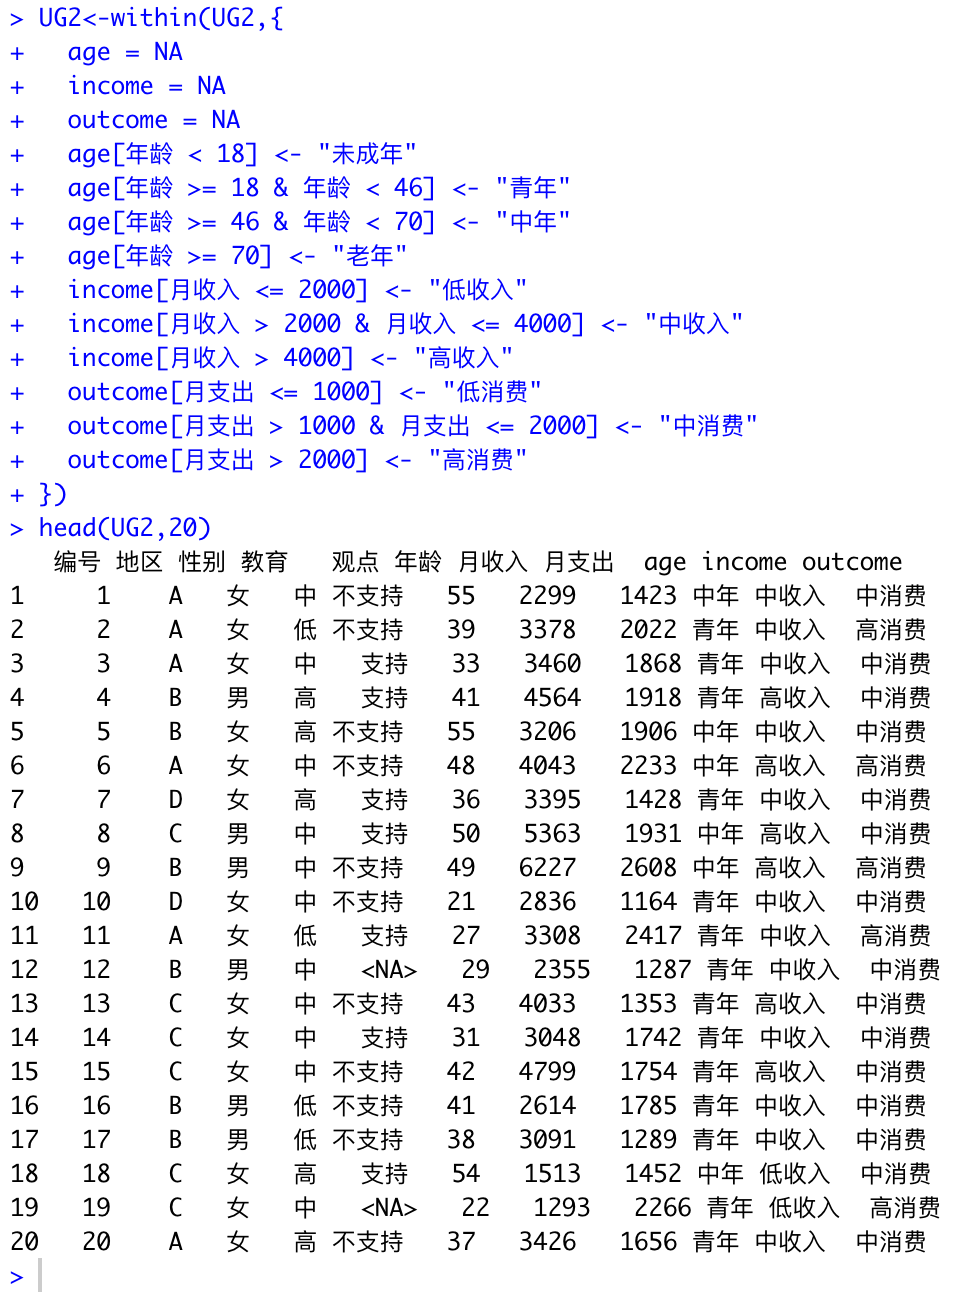 > UG2<-within(UG2,{
+   age = NA
+   income = NA
+   outcome = NA
+   age[年龄 < 18] <- "未成年"
+   age[年龄 >= 18 & 年龄 < 46] <- "青年"
+   age[年龄 >= 46 & 年龄 < 70] <- "中年"
+   age[年龄 >= 70] <- "老年"
+   income[月收入 <= 2000] <- "低收入"
+   income[月收入 > 2000 & 月收入 <= 4000] <- "中收入"
+   income[月收入 > 4000] <- "高收入"
+   outcome[月支出 <= 1000] <- "低消费"
+   outcome[月支出 > 1000 & 月支出 <= 2000] <- "中消费"
+   outcome[月支出 > 2000] <- "高消费"
+ })
> head(UG2,20)
   编号 地区 性别 教育   观点 年龄 月收入 月支出  age income outcome
1     1    A   女   中 不支持   55   2299   1423 中年 中收入  中消费
2     2    A   女   低 不支持   39   3378   2022 青年 中收入  高消费
3     3    A   女   中   支持   33   3460   1868 青年 中收入  中消费
4     4    B   男   高   支持   41   4564   1918 青年 高收入  中消费
5     5    B   女   高 不支持   55   3206   1906 中年 中收入  中消费
6     6    A   女   中 不支持   48   4043   2233 中年 高收入  高消费
7     7    D   女   高   支持   36   3395   1428 青年 中收入  中消费
8     8    C   男   中   支持   50   5363   1931 中年 高收入  中消费
9     9    B   男   中 不支持   49   6227   2608 中年 高收入  高消费
10   10    D   女   中 不支持   21   2836   1164 青年 中收入  中消费
11   11    A   女   低   支持   27   3308   2417 青年 中收入  高消费
12   12    B   男   中   <NA>   29   2355   1287 青年 中收入  中消费
13   13    C   女   中 不支持   43   4033   1353 青年 高收入  中消费
14   14    C   女   中   支持   31   3048   1742 青年 中收入  中消费
15   15    C   女   中 不支持   42   4799   1754 青年 高收入  中消费
16   16    B   男   低 不支持   41   2614   1785 青年 中收入  中消费
17   17    B   男   低 不支持   38   3091   1289 青年 中收入  中消费
18   18    C   女   高   支持   54   1513   1452 中年 低收入  中消费
19   19    C   女   中   <NA>   22   1293   2266 青年 低收入  高消费
20   20    A   女   高 不支持   37   3426   1656 青年 中收入  中消费
>